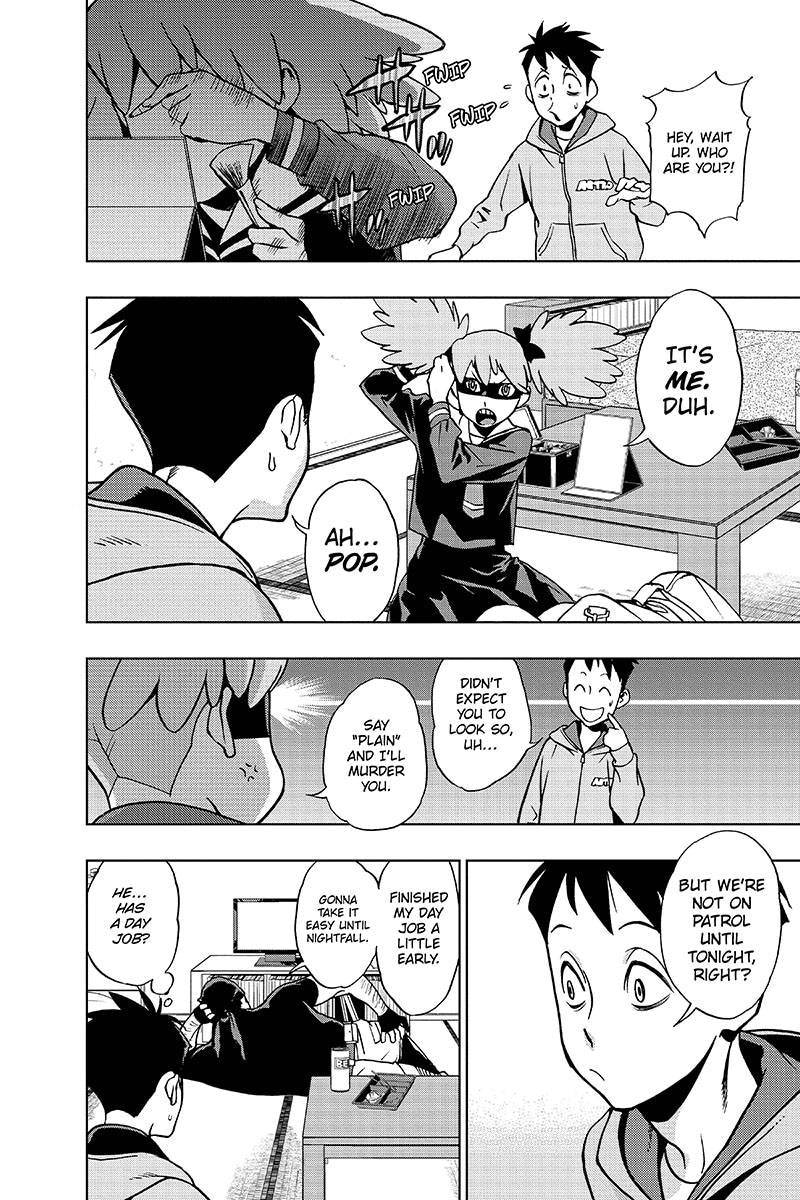 HEY, WAIT
UP. WHO
ARE YOU?!
FWIP
FWIP
FWIP
IT'S
ME.
DUH.
AH...
POP.
DIDN'T
EXPECT
YOU TO
LOOK SO,
UH...
SAY
"PLAIN"
AND I'LL
MURDER
YOU.
BUT WE'RE
NOT ON
PATROL
UNTIL
TONIGHT,
RIGHT?
FINISHED
MY DAY
JOB A
LITTLE
EARLY.
GONNA
TAKE IT
EASY UNTIL
NIGHTFALL.
HE...
HAS
A DAY
JOB?